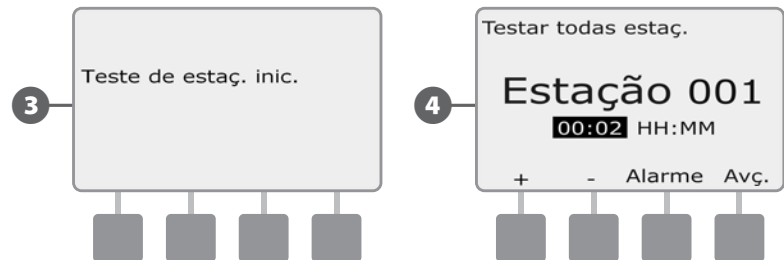 3
Teste de estaç. inic.
4
Testar todas estaç.
Estação 001
00:02 HH:MM
+ - Alarme Avç.